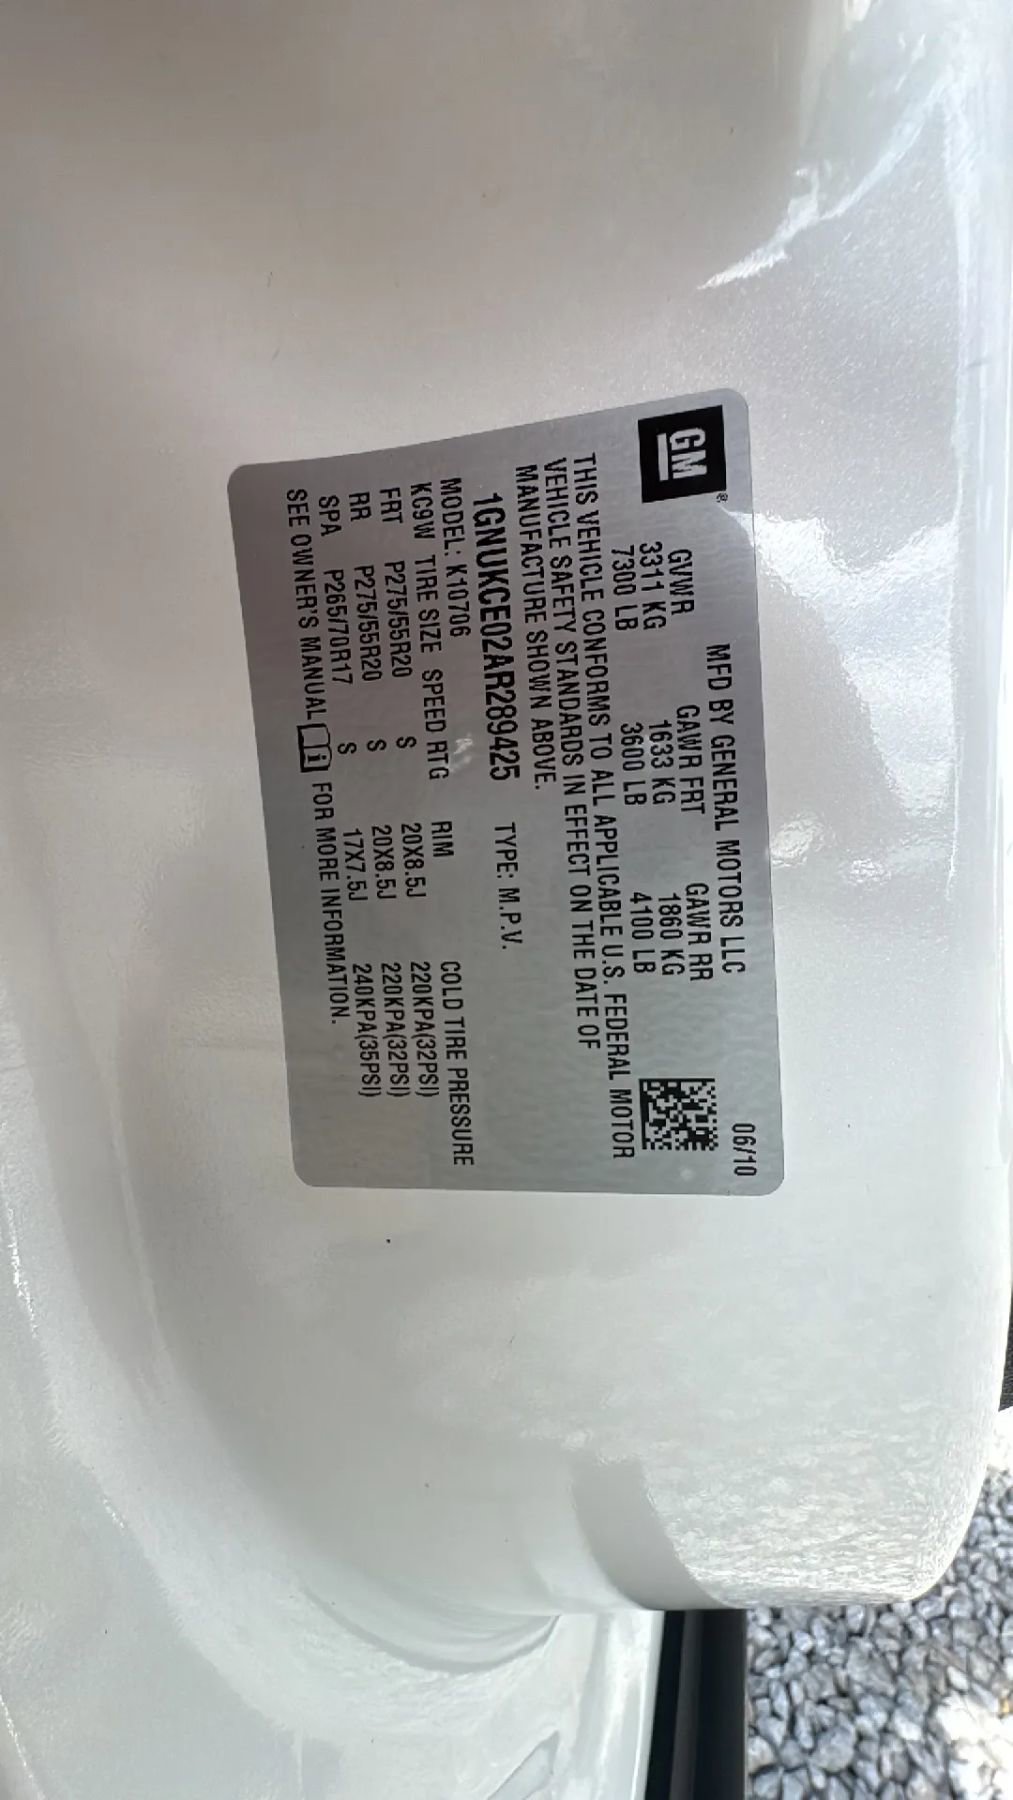 GM®
MFD BY GENERAL MOTORS LLC 06/10
GVWR GAWR FRT GAWR RR
3311 KG 1633 KG 1860 KG
7300 LB 3600 LB 4100 LB
THIS VEHICLE CONFORMS TO ALL APPLICABLE U.S. FEDERAL MOTOR
VEHICLE SAFETY STANDARDS IN EFFECT ON THE DATE OF
MANUFACTURE SHOWN ABOVE.
1GNUKCE02AR289425 TYPE: M.P.V.
MODEL: K10706
KC9W TIRE SIZE SPEED RTG RIM COLD TIRE PRESSURE
FRT P275/55R20 S 20X8.5J 220KPA(32PSI)
RR P275/55R20 S 20X8.5J 220KPA(32PSI)
SPA P265/70R17 S 17X7.5J 240KPA(35PSI)
SEE OWNER'S MANUAL i FOR MORE INFORMATION.